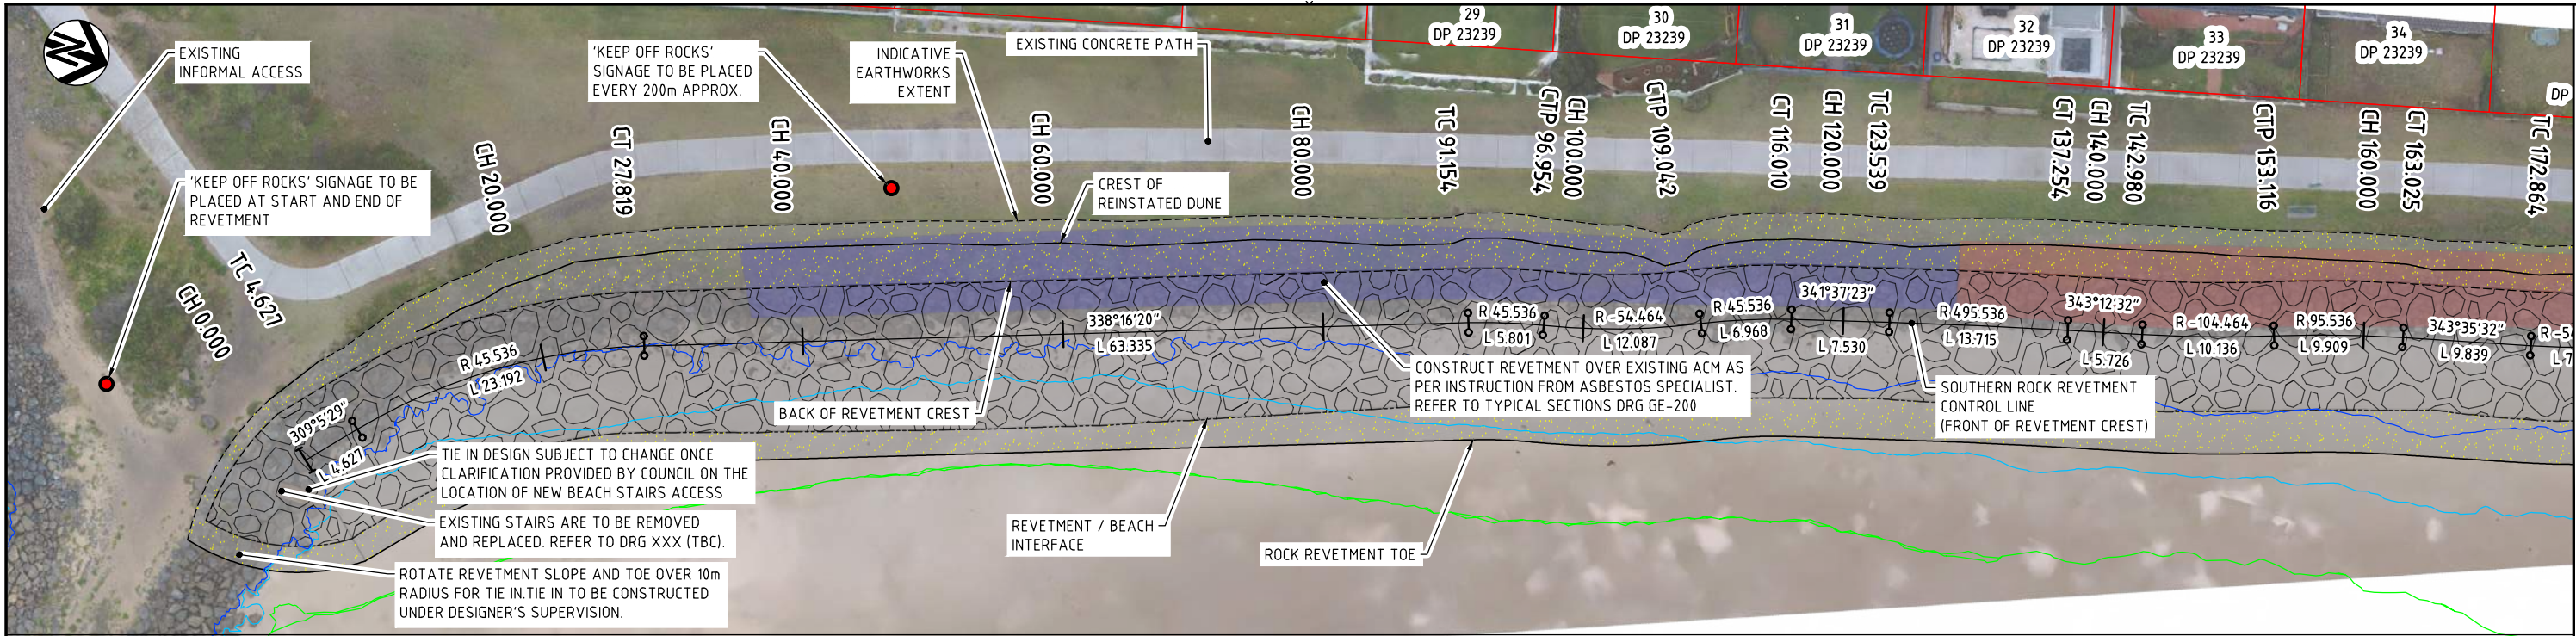 EXISTING
INFORMAL ACCESS
'KEEP OFF ROCKS'
SIGNAGE TO BE PLACED
EVERY 200m APPROX.
INDICATIVE
EARTHWORKS
EXTENT
EXISTING CONCRETE PATH
29
DP 23239
30
DP 23239
31
DP 23239
32
DP 23239
33
DP 23239
34
DP 23239
DP
'KEEP OFF ROCKS' SIGNAGE TO BE
PLACED AT START AND END OF
REVETMENT
CREST OF
REINSTATED DUNE
CH 0.000
TC 4.627
CH 20.000
CT 27.819
CH 40.000
CH 60.000
CH 80.000
TC 91.154
CTP 96.954
CH 100.000
CTP 109.042
CT 116.010
CH 120.000
TC 123.539
CT 137.254
CH 140.000
TC 142.980
CTP 153.116
CH 160.000
CT 163.025
TC 172.864
309°5'29"
L 4.627
R 45.536
L 23.192
338°16'20"
L 63.335
R 45.536
L 5.801
R -54.464
L 12.087
R 45.536
L 6.968
341°37'23"
L 7.530
R 495.536
L 13.715
343°12'32"
L 5.726
R -104.464
L 10.136
R 95.536
L 9.909
343°35'32"
L 9.839
R -5
L 7
BACK OF REVETMENT CREST
CONSTRUCT REVETMENT OVER EXISTING ACM AS
PER INSTRUCTION FROM ASBESTOS SPECIALIST.
REFER TO TYPICAL SECTIONS DRG GE-200
SOUTHERN ROCK REVETMENT
CONTROL LINE
(FRONT OF REVETMENT CREST)
TIE IN DESIGN SUBJECT TO CHANGE ONCE
CLARIFICATION PROVIDED BY COUNCIL ON THE
LOCATION OF NEW BEACH STAIRS ACCESS
EXISTING STAIRS ARE TO BE REMOVED
AND REPLACED. REFER TO DRG XXX (TBC).
ROTATE REVETMENT SLOPE AND TOE OVER 10m
RADIUS FOR TIE IN.TIE IN TO BE CONSTRUCTED
UNDER DESIGNER'S SUPERVISION.
REVETMENT / BEACH
INTERFACE
ROCK REVETMENT TOE